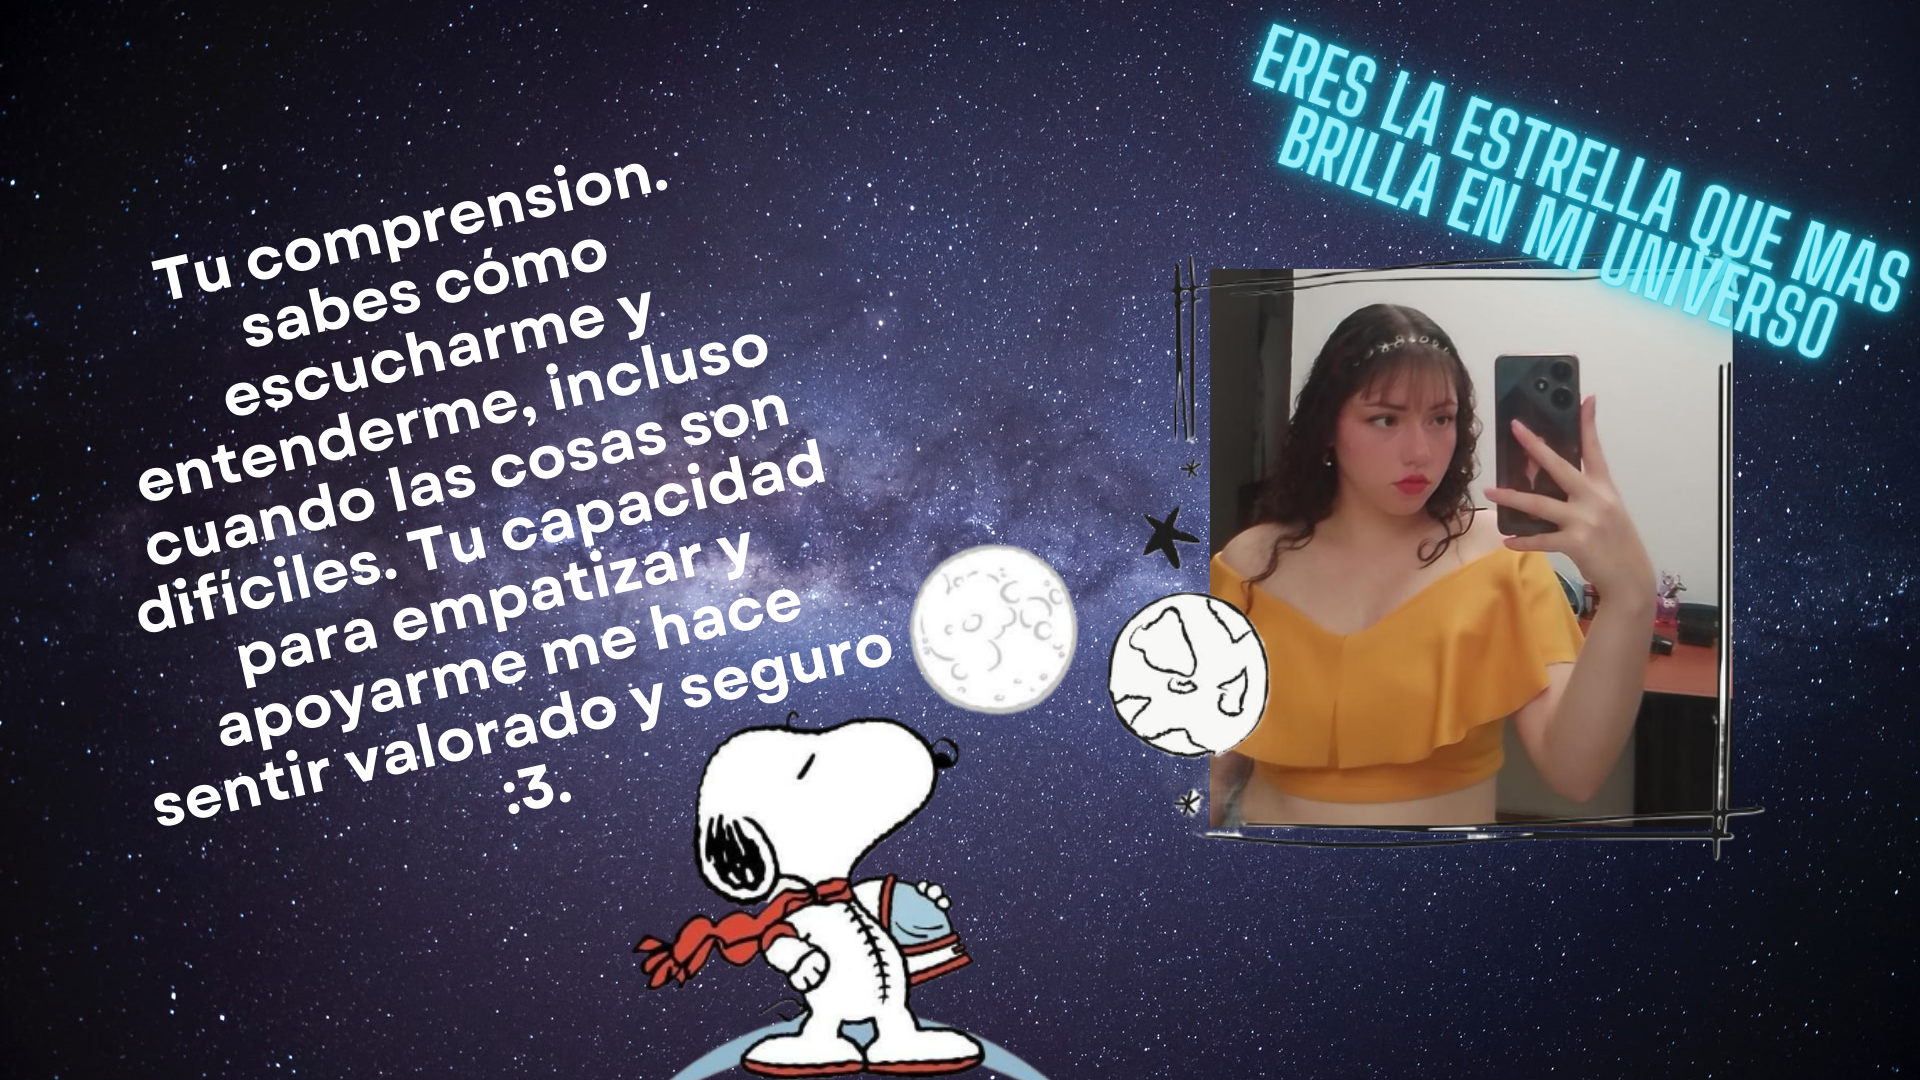 Tu comprension.
sabes cómo
escucharme y
entenderme, incluso
cuando las cosas son
difíciles. Tu capacidad
para empatizar y
apoyarme me hace
sentir valorado y seguro
:3.
ERES LA ESTRELLA QUE MAS
BRILLA EN MI UNIVERSO